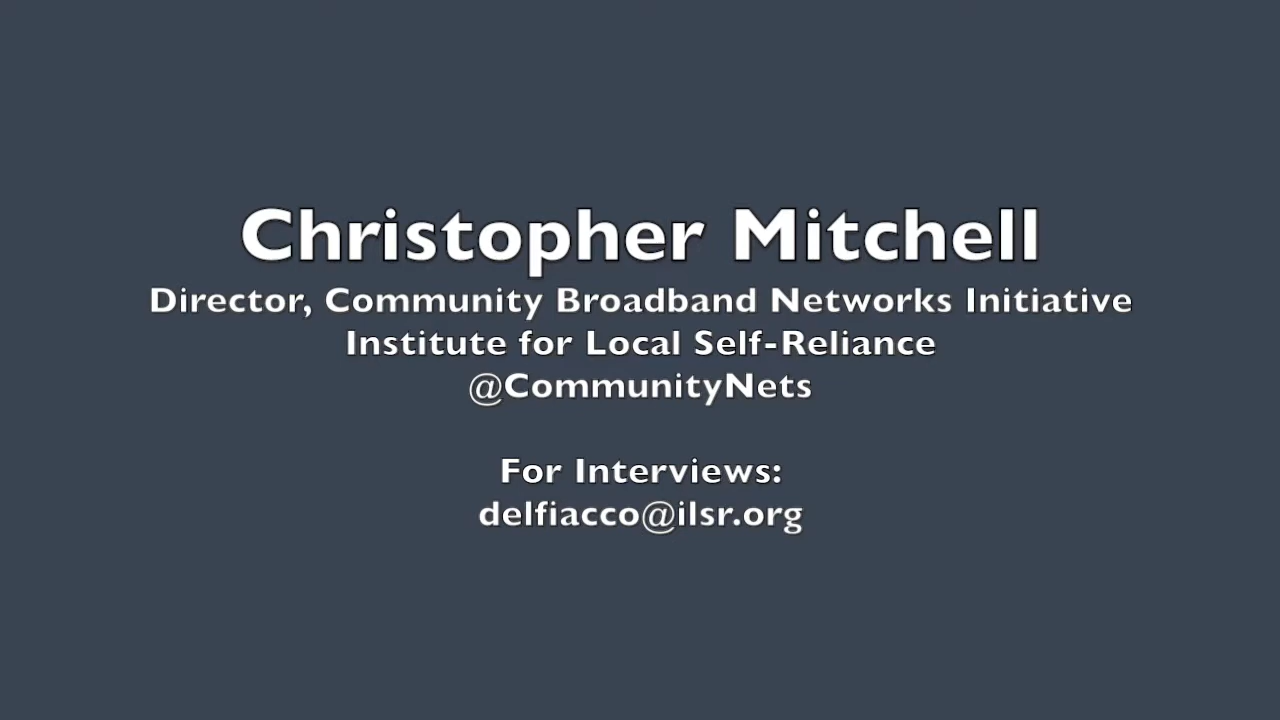 Christopher Mitchell
Director, Community Broadband Networks Initiative
Institute for Local Self-Reliance
@CommunityNets
For Interviews:
delfiacco@ilsr.org